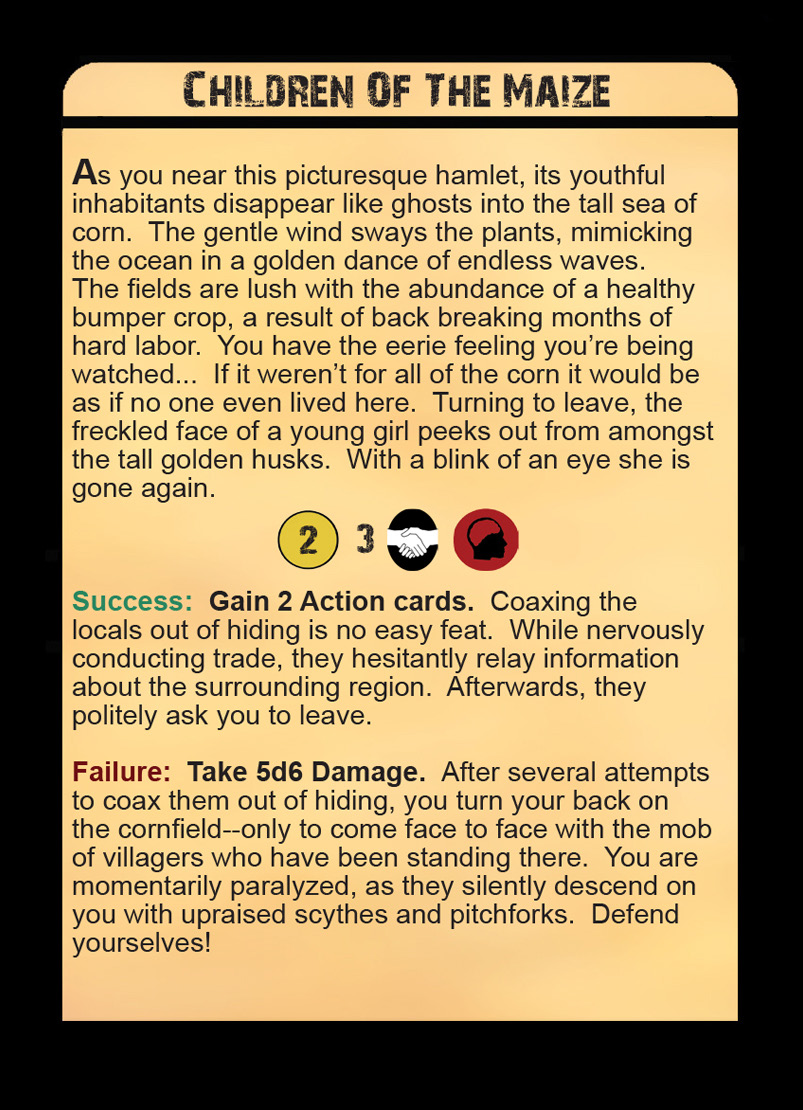 Children Of The Maize
As you near this picturesque hamlet, its youthful
inhabitants disappear like ghosts into the tall sea of
corn.  The gentle wind sways the plants, mimicking
the ocean in a golden dance of endless waves.
The fields are lush with the abundance of a healthy
bumper crop, a result of back breaking months of
hard labor.  You have the eerie feeling you’re being
watched...  If it weren’t for all of the corn it would be
as if no one even lived here.  Turning to leave, the
freckled face of a young girl peeks out from amongst
the tall golden husks.  With a blink of an eye she is
gone again.
2 3
Success:  Gain 2 Action cards.  Coaxing the
locals out of hiding is no easy feat.  While nervously
conducting trade, they hesitantly relay information
about the surrounding region.  Afterwards, they
politely ask you to leave.
Failure:  Take 5d6 Damage.  After several attempts
to coax them out of hiding, you turn your back on
the cornfield--only to come face to face with the mob
of villagers who have been standing there.  You are
momentarily paralyzed, as they silently descend on
you with upraised scythes and pitchforks.  Defend
yourselves!